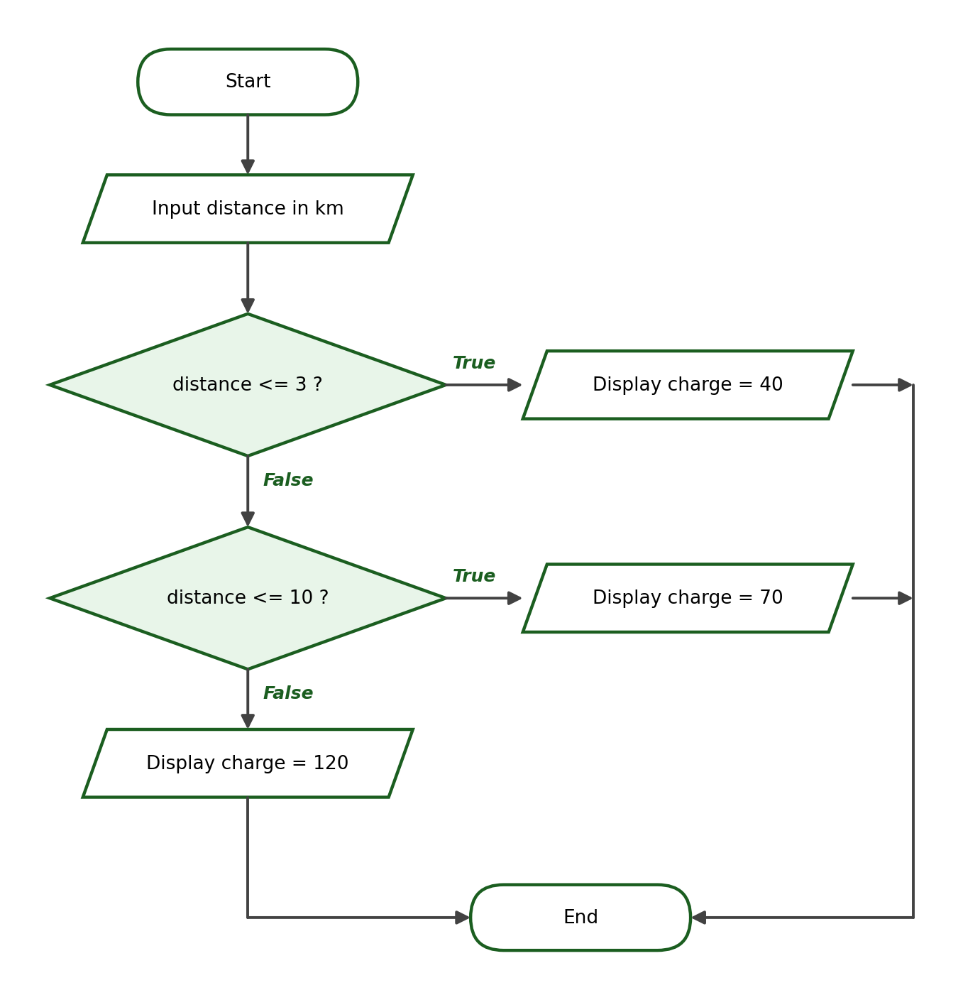 Start
Input distance in km
distance <= 3 ?
True
Display charge = 40
False
distance <= 10 ?
True
Display charge = 70
False
Display charge = 120
End